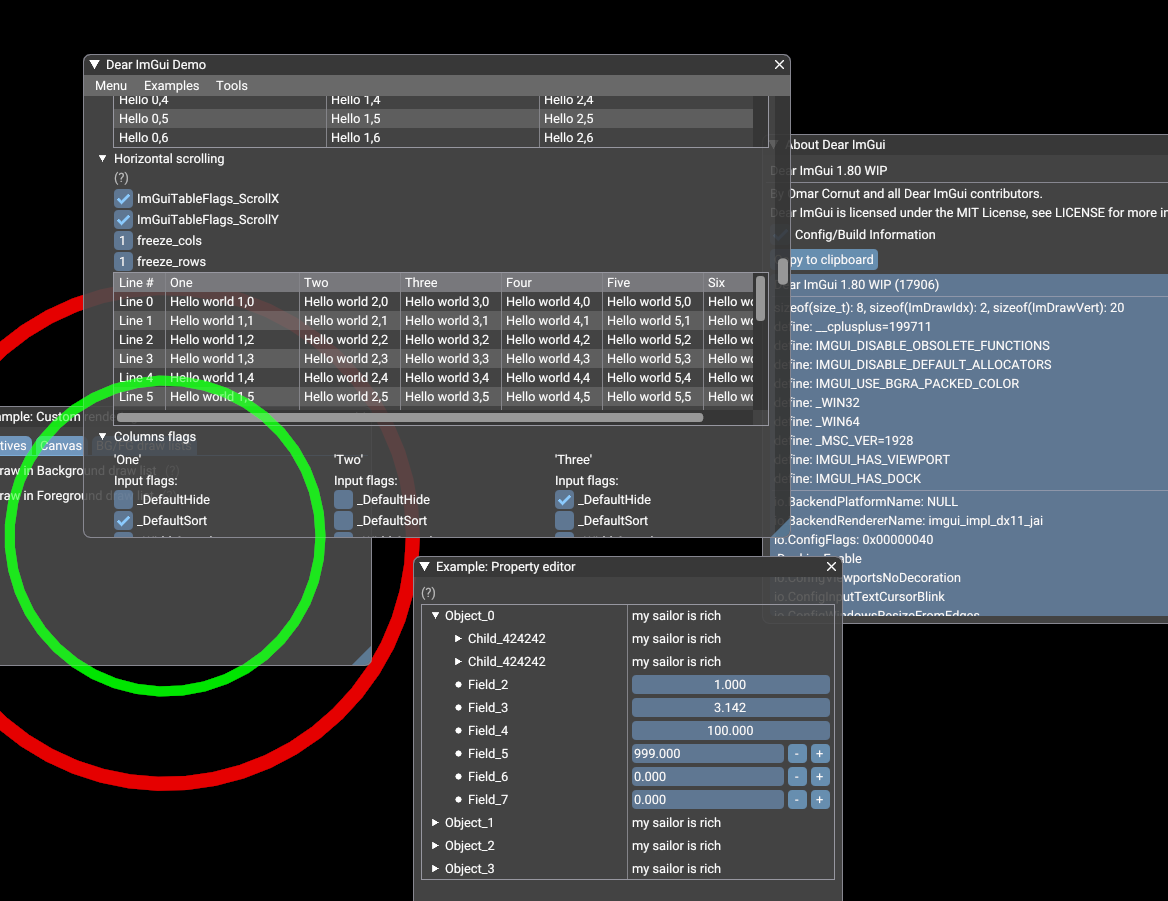 Dear ImGui Demo
Menu Examples Tools
Hello 0,4 Hello 1,4 Hello 2,4
Hello 0,5 Hello 1,5 Hello 2,5
Hello 0,6 Hello 1,6 Hello 2,6
Horizontal scrolling
(?)
ImGuiTableFlags_ScrollX
ImGuiTableFlags_ScrollY
1 freeze_cols
1 freeze_rows
Line # One Two Three Four Five Six
Line 0 Hello world 1,0 Hello world 2,0 Hello world 3,0 Hello world 4,0 Hello world 5,0 Hello wo
Line 1 Hello world 1,1 Hello world 2,1 Hello world 3,1 Hello world 4,1 Hello world 5,1 Hello wo
Line 2 Hello world 1,2 Hello world 2,2 Hello world 3,2 Hello world 4,2 Hello world 5,2 Hello wo
Line 3 Hello world 1,3 Hello world 2,3 Hello world 3,3 Hello world 4,3 Hello world 5,3 Hello wo
Line 4 Hello world 1,4 Hello world 2,4 Hello world 3,4 Hello world 4,4 Hello world 5,4 Hello wo
Line 5 Hello world 1,5 Hello world 2,5 Hello world 3,5 Hello world 4,5 Hello world 5,5 Hello wo
Columns flags
'One' 'Two' 'Three'
Input flags: Input flags: Input flags:
_DefaultHide _DefaultHide _DefaultHide
_DefaultSort _DefaultSort _DefaultSort
About Dear ImGui
Dear ImGui 1.80 WIP
By Omar Cornut and all Dear ImGui contributors.
Dear ImGui is licensed under the MIT License, see LICENSE for more in
Config/Build Information
py to clipboard
ar ImGui 1.80 WIP (17906)
sizeof(size_t): 8, sizeof(ImDrawIdx): 2, sizeof(ImDrawVert): 20
define: __cplusplus=199711
define: IMGUI_DISABLE_OBSOLETE_FUNCTIONS
define: IMGUI_DISABLE_DEFAULT_ALLOCATORS
define: IMGUI_USE_BGRA_PACKED_COLOR
define: _WIN32
define: _WIN64
define: _MSC_VER=1928
define: IMGUI_HAS_VIEWPORT
define: IMGUI_HAS_DOCK
io.BackendPlatformName: NULL
io.BackendRendererName: imgui_impl_dx11_jai
io.ConfigFlags: 0x00000040
DockingEnable
io.ConfigViewportsNoDecoration
io.ConfigInputTextCursorBlink
io.ConfigWindowsResizeFromEdges
ample: Custom rende
tives Canvas BG/FG draw lists
raw in Background draw list (?)
raw in Foreground draw li
Example: Property editor
(?)
Object_0 my sailor is rich
Child_424242 my sailor is rich
Child_424242 my sailor is rich
Field_2 1.000
Field_3 3.142
Field_4 100.000
Field_5 999.000 - +
Field_6 0.000 - +
Field_7 0.000 - +
Object_1 my sailor is rich
Object_2 my sailor is rich
Object_3 my sailor is rich